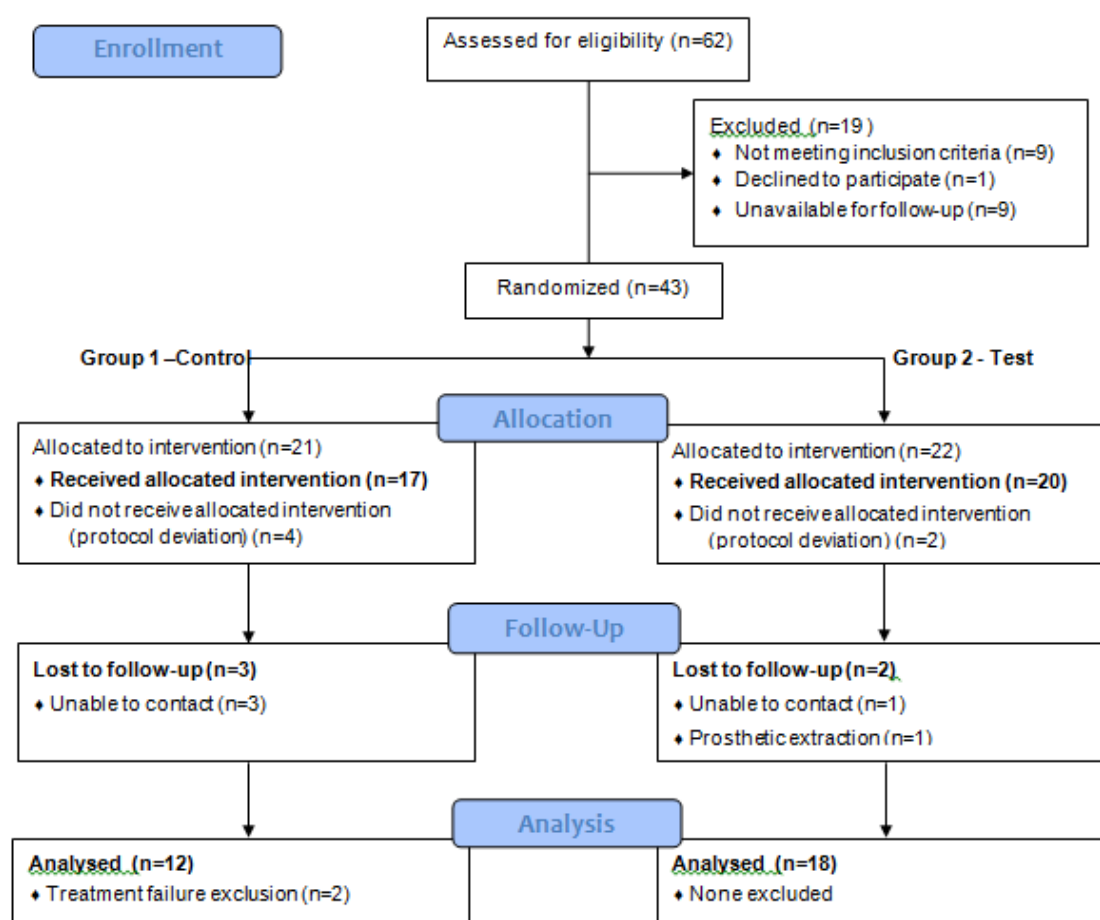 Enrollment
Assessed for eligibility (n=62)
Excluded (n=19 )
♦ Not meeting inclusion criteria (n=9)
♦ Declined to participate (n=1)
♦ Unavailable for follow-up (n=9)
Randomized (n=43)
Group 1 –Control
Group 2 - Test
Allocation
Allocated to intervention (n=21)
♦ Received allocated intervention (n=17)
♦ Did not receive allocated intervention
(protocol deviation) (n=4)
Allocated to intervention (n=22)
♦ Received allocated intervention (n=20)
♦ Did not receive allocated intervention
(protocol deviation) (n=2)
Follow-Up
Lost to follow-up (n=3)
♦ Unable to contact (n=3)
Lost to follow-up (n=2)
♦ Unable to contact (n=1)
♦ Prosthetic extraction (n=1)
Analysis
Analysed (n=12)
♦ Treatment failure exclusion (n=2)
Analysed (n=18)
♦ None excluded